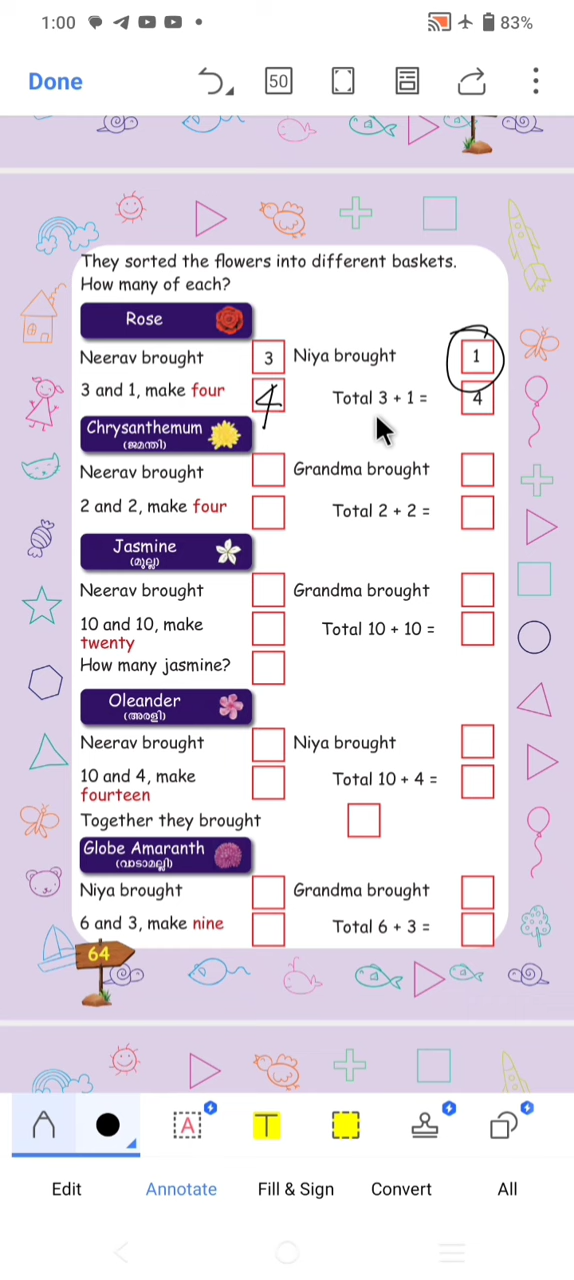 1:00 83%
Done 50
They sorted the flowers into different baskets.
How many of each?
Rose
Neerav brought 3 Niya brought 1
3 and 1, make four 4 Total 3 + 1 = 4
Chrysanthemum
(ജമന്തി)
Neerav brought Grandma brought
2 and 2, make four Total 2 + 2 =
Jasmine
(മുല്ല)
Neerav brought Grandma brought
10 and 10, make Total 10 + 10 =
twenty
How many jasmine?
Oleander
(അരളി)
Neerav brought Niya brought
10 and 4, make Total 10 + 4 =
fourteen
Together they brought
Globe Amaranth
(വാടാമല്ലി)
Niya brought Grandma brought
6 and 3, make nine Total 6 + 3 =
64
A T
Edit Annotate Fill & Sign Convert All